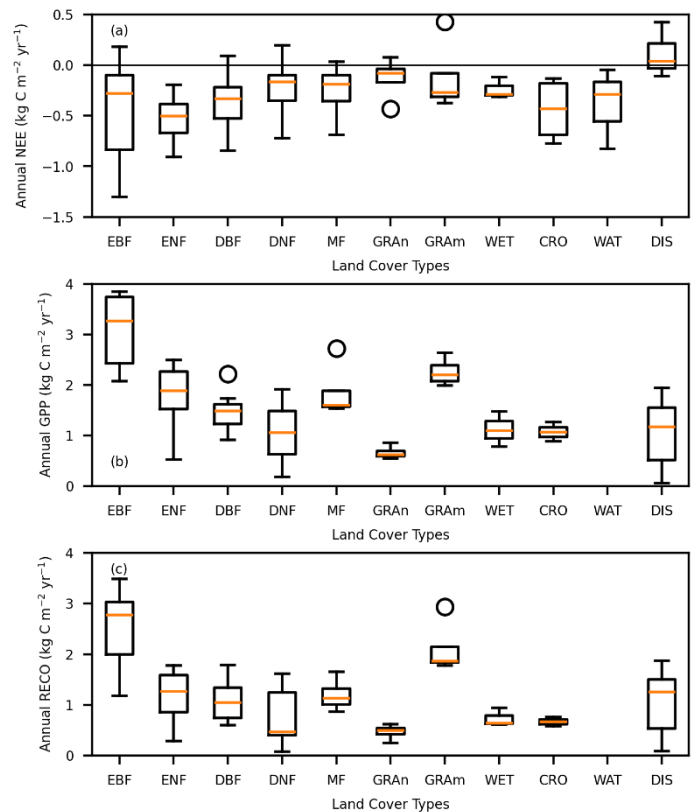 (a)
Annual NEE (kg C m⁻² yr⁻¹)
0.5
0.0
−0.5
−1.0
−1.5
EBF ENF DBF DNF MF GRAn GRAm WET CRO WAT DIS
Land Cover Types
Annual GPP (kg C m⁻² yr⁻¹)
4
3
2
1
(b)
0
EBF ENF DBF DNF MF GRAn GRAm WET CRO WAT DIS
Land Cover Types
(c)
Annual RECO (kg C m⁻² yr⁻¹)
4
3
2
1
0
EBF ENF DBF DNF MF GRAn GRAm WET CRO WAT DIS
Land Cover Types